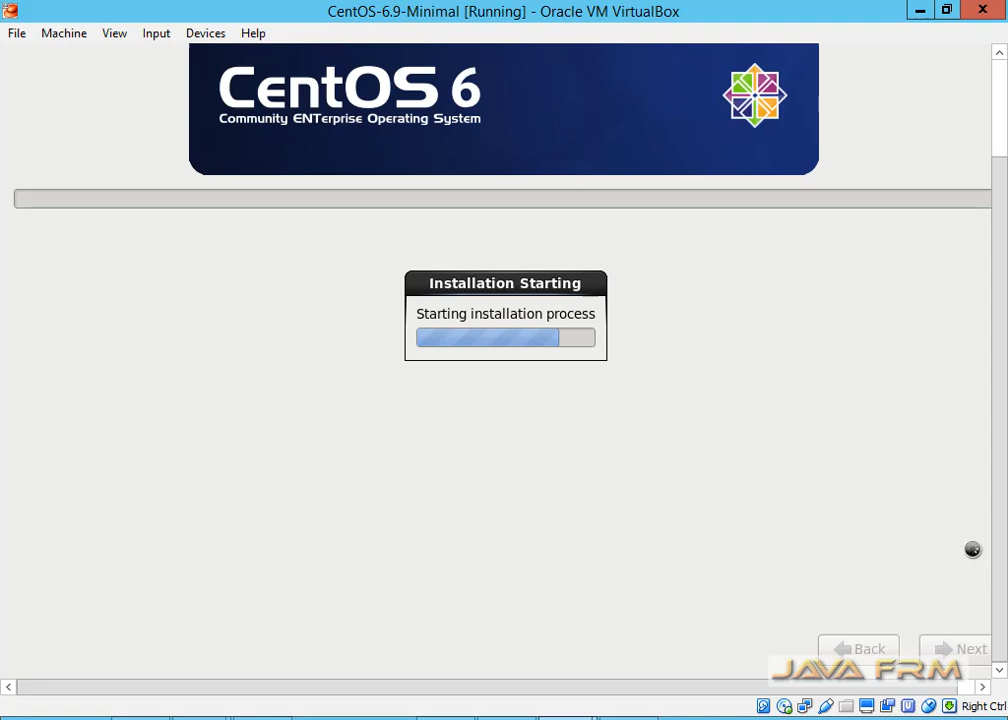 CentOS-6.9-Minimal [Running] - Oracle VM VirtualBox
File Machine View Input Devices Help
CentOS 6
Community ENTerprise Operating System
Installation Starting
Starting installation process
Back Next
JAVA FRM
Right Ctrl